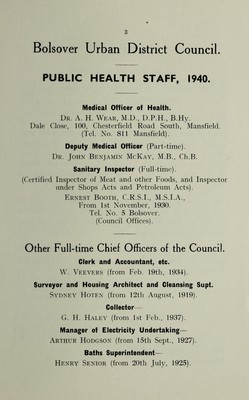 3
Bolsover Urban District Council.
PUBLIC HEALTH STAFF, 1940.
Medical Officer of Health.
DR. A. H. WEAR, M.D., D.P.H., B.Hy.
Dale Close, 100, Chesterfield Road South, Mansfield.
(Tel. No. 811 Mansfield).
Deputy Medical Officer (Part-time).
DR. JOHN BENJAMIN MCKAY, M.B., Ch.B.
Sanitary Inspector (Full-time).
(Certified Inspector of Meat and other Foods, and Inspector
under Shops Acts and Petroleum Acts).
ERNEST BOOTH, C.R.S.I., M.S.I.A.,
From 1st November, 1930.
Tel. No. 5 Bolsover.
(Council Offices).
Other Full-time Chief Officers of the Council.
Clerk and Accountant, etc.
W. VEEVERS (from Feb. 19th, 1934).
Surveyor and Housing Architect and Cleansing Supt.
SYDNEY HOTEN (from 12th August, 1919).
Collector—
G. H. HALEY (from 1st Feb., 1937).
Manager of Electricity Undertaking—
ARTHUR HODGSON (from 15th Sept., 1927).
Baths Superintendent—
HENRY SENIOR (from 20th July, 1925).